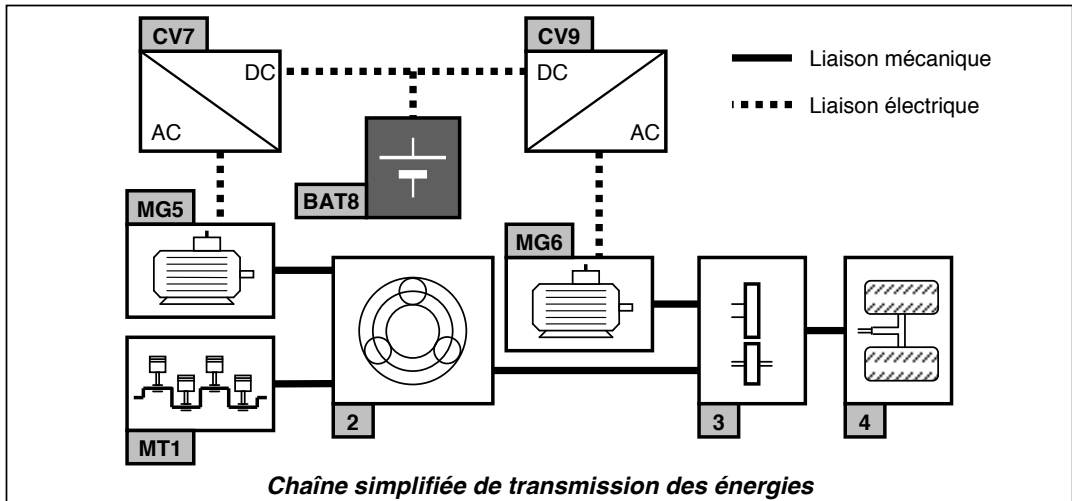 CV7
CV9
DC
DC
AC
AC
Liaison mécanique
Liaison électrique
BAT8
MG5
MG6
MT1
2
3
4
Chaîne simplifiée de transmission des énergies